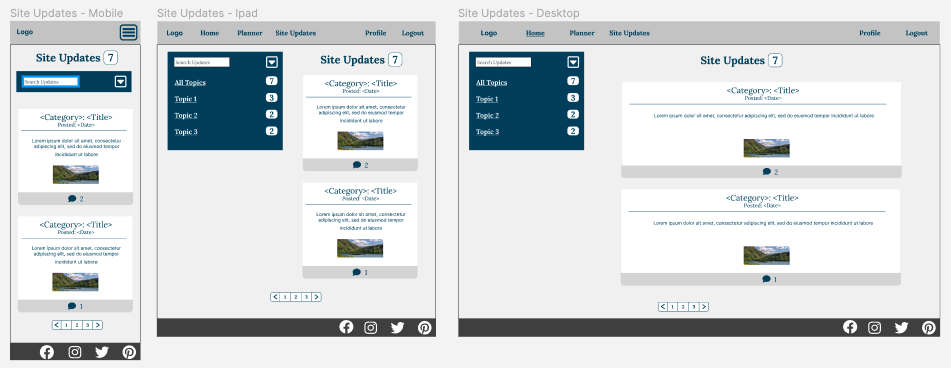 Site Updates - Mobile
Logo
Site Updates 7
Search Updates
<Category>: <Title>
Posted: <Date>
Lorem ipsum dolor sit amet, consectetur
adipiscing elit, sed do eiusmod tempor
incididunt ut labore
2
<Category>: <Title>
Posted: <Date>
Lorem ipsum dolor sit amet, consectetur
adipiscing elit, sed do eiusmod tempor
incididunt ut labore
1
< 1 2 3 >
Site Updates - Ipad
Logo Home Planner Site Updates Profile Logout
Search Updates
All Topics 7
Topic 1 3
Topic 2 2
Topic 3 2
Site Updates 7
<Category>: <Title>
Posted: <Date>
Lorem ipsum dolor sit amet, consectetur
adipiscing elit, sed do eiusmod tempor
incididunt ut labore
2
<Category>: <Title>
Posted: <Date>
Lorem ipsum dolor sit amet, consectetur
adipiscing elit, sed do eiusmod tempor
incididunt ut labore
1
< 1 2 3 >
Site Updates - Desktop
Logo Home Planner Site Updates Profile Logout
Search Updates
All Topics 7
Topic 1 3
Topic 2 2
Topic 3 2
Site Updates 7
<Category>: <Title>
Posted: <Date>
Lorem ipsum dolor sit amet, consectetur adipiscing elit, sed do eiusmod tempor incididunt ut labore
2
<Category>: <Title>
Posted: <Date>
Lorem ipsum dolor sit amet, consectetur adipiscing elit, sed do eiusmod tempor incididunt ut labore
1
< 1 2 3 >